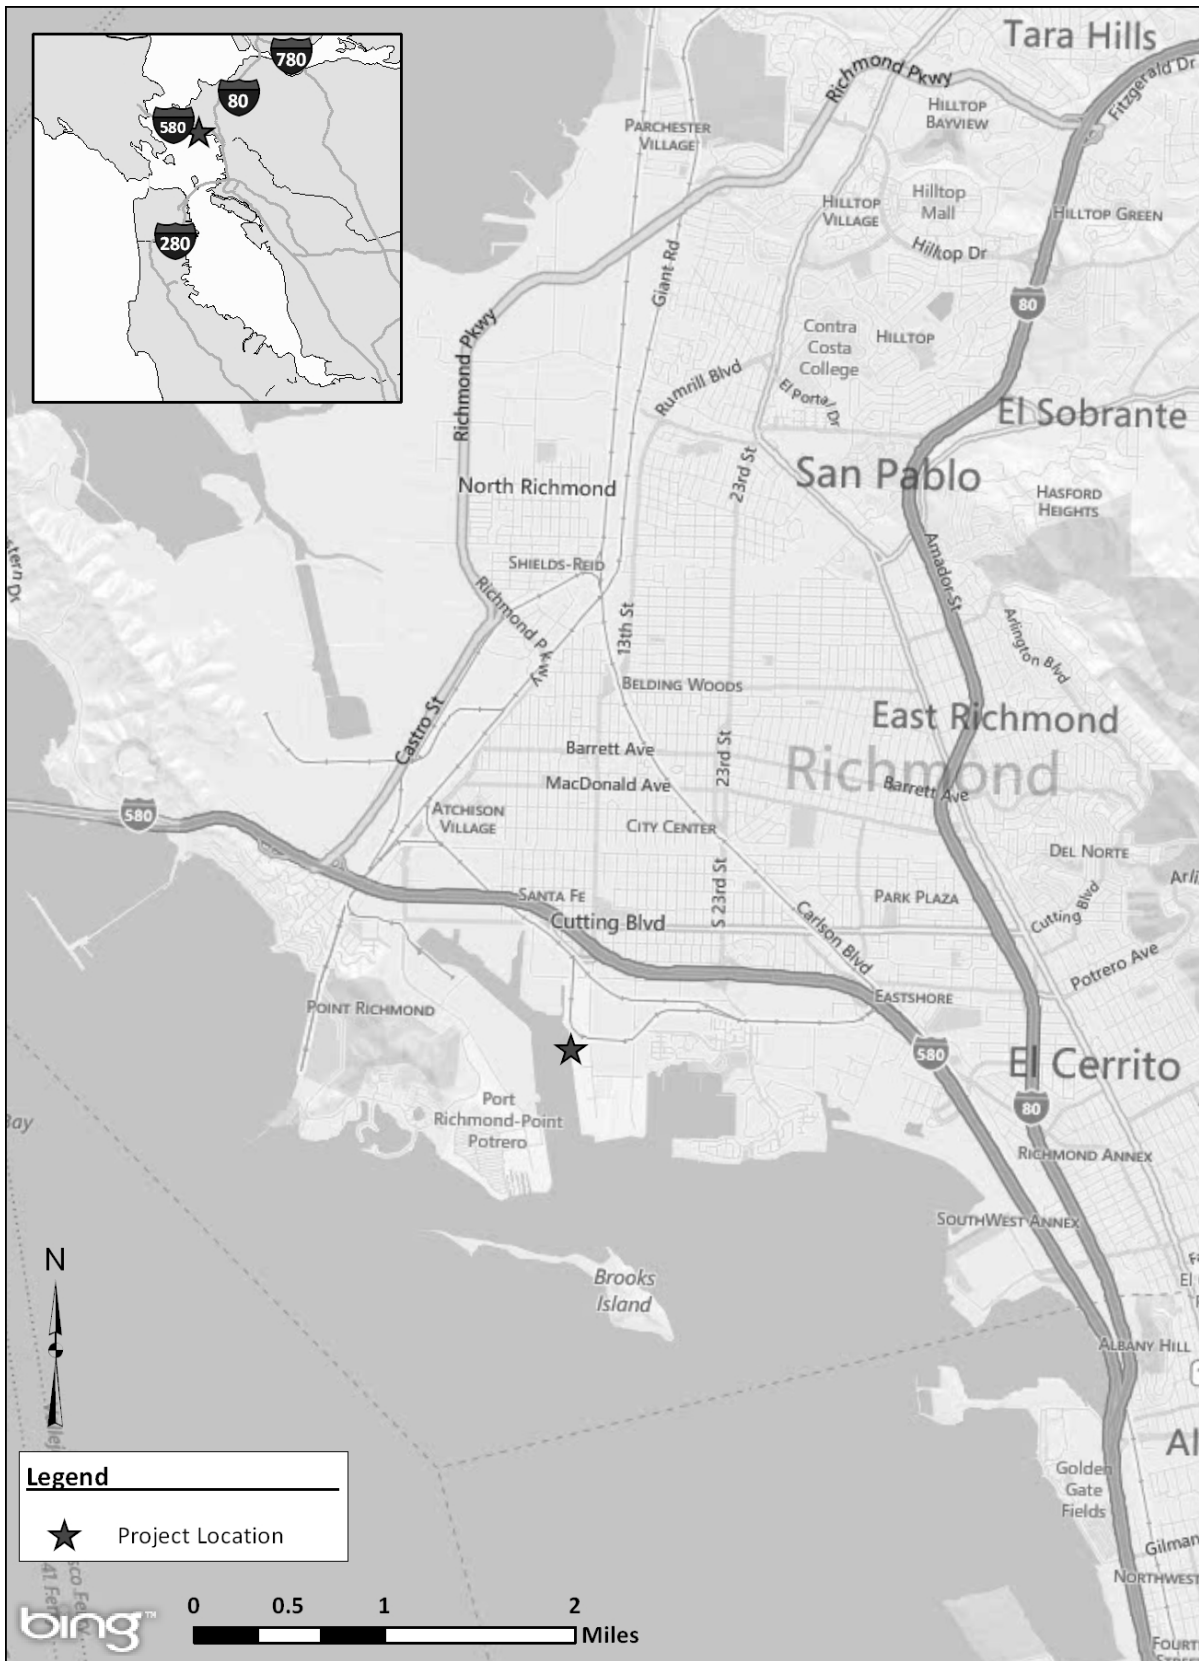 Tara Hills
Fitzgerald Dr
Richmond Pkwy
HILLTOP
BAYVIEW
780
80
580
280
PARCHESTER
VILLAGE
HILLTOP
VILLAGE
Hilltop
Mall
HILLTOP GREEN
Hilltop Dr
Giant Rd
80
Richmond Pkwy
Contra
Costa
College
HILLTOP
Rumrill Blvd
El Portal Dr
El Sobrante
San Pablo
23rd St
North Richmond
HASFORD
HEIGHTS
SHIELDS-REID
Amador St
Richmond Pkwy
13th St
Arlington Blvd
BELDING WOODS
East Richmond
Castro St
Barrett Ave
23rd St
Richmond
MacDonald Ave
Barrett Ave
580
ATCHISON
VILLAGE
CITY CENTER
DEL NORTE
SANTA FE
S 23rd St
PARK PLAZA
Cutting Blvd
Cutting Blvd
Carlson Blvd
Potrero Ave
EASTSHORE
POINT RICHMOND
580
El Cerrito
80
Port
Richmond-Point
Potrero
Bay
RICHMOND ANNEX
SOUTHWEST ANNEX
N
Brooks
Island
ALBANY HILL
Golden
Gate
Fields
Legend
Project Location
Gilman
NORTHWEST
bing™
0 0.5 1 2
Miles